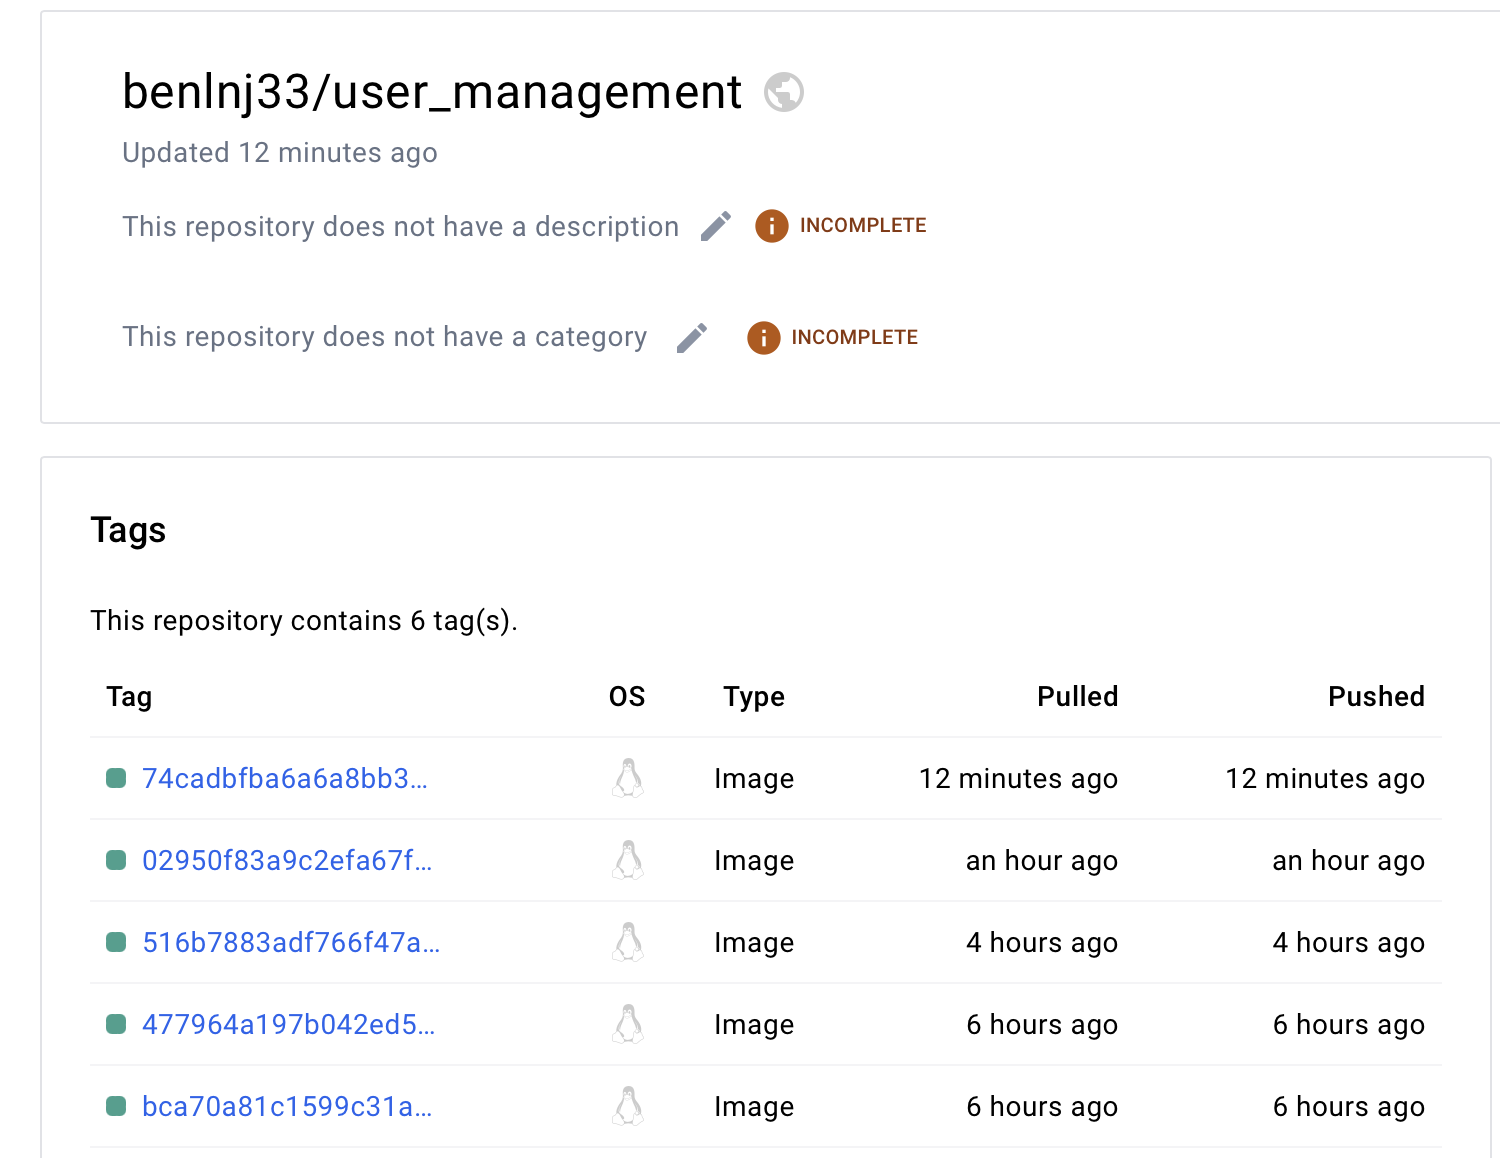 benlnj33/user_management
Updated 12 minutes ago
This repository does not have a description INCOMPLETE
This repository does not have a category INCOMPLETE
Tags
This repository contains 6 tag(s).
Tag OS Type Pulled Pushed
74cadbfba6a6a8bb3... Image 12 minutes ago 12 minutes ago
02950f83a9c2efa67f... Image an hour ago an hour ago
516b7883adf766f47a... Image 4 hours ago 4 hours ago
477964a197b042ed5... Image 6 hours ago 6 hours ago
bca70a81c1599c31a... Image 6 hours ago 6 hours ago